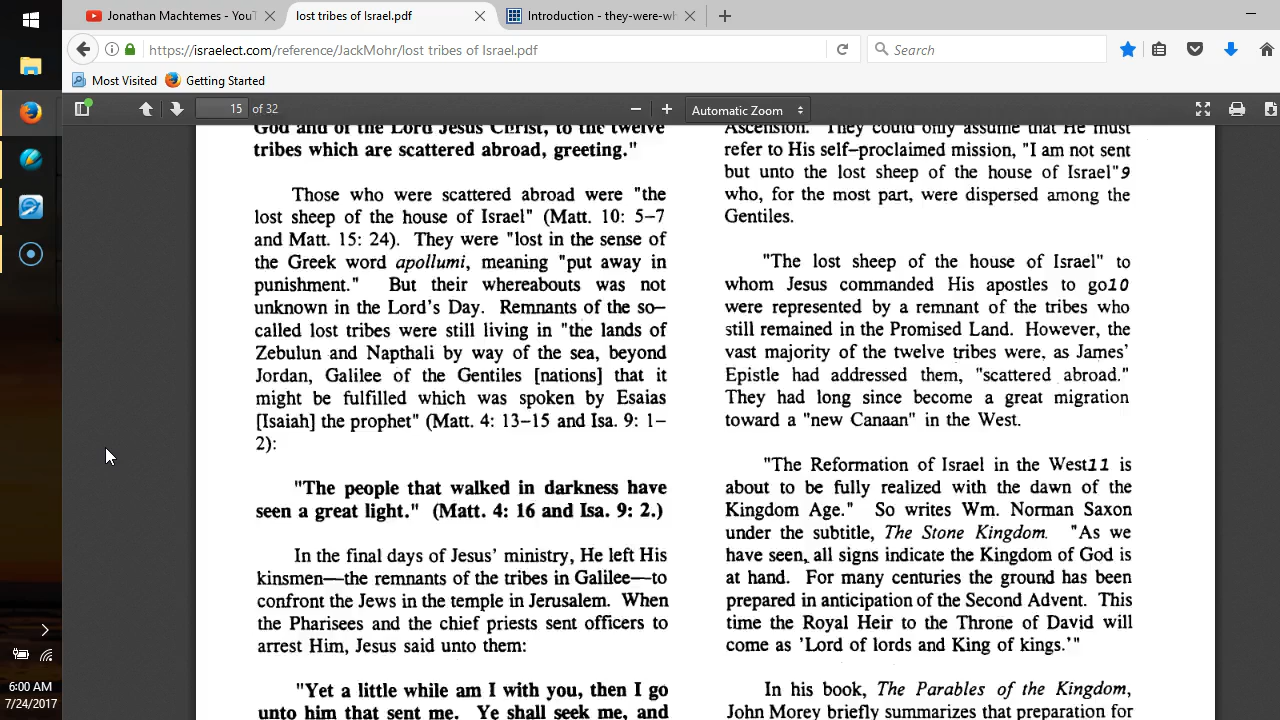 Jonathan Machtemes - YouT
lost tribes of Israel.pdf
Introduction - they-were-wh
https://israelect.com/reference/JackMohr/lost tribes of Israel.pdf
Search
Most Visited
Getting Started
15 of 32
Automatic Zoom
God and of the Lord Jesus Christ, to the twelve
tribes which are scattered abroad, greeting."
Those who were scattered abroad were "the
lost sheep of the house of Israel" (Matt. 10: 5–7
and Matt. 15: 24). They were "lost in the sense of
the Greek word apollumi, meaning "put away in
punishment." But their whereabouts was not
unknown in the Lord's Day. Remnants of the so–
called lost tribes were still living in "the lands of
Zebulun and Napthali by way of the sea, beyond
Jordan, Galilee of the Gentiles [nations] that it
might be fulfilled which was spoken by Esaias
[Isaiah] the prophet" (Matt. 4: 13–15 and Isa. 9: 1–
2):
"The people that walked in darkness have
seen a great light." (Matt. 4: 16 and Isa. 9: 2.)
In the final days of Jesus' ministry, He left His
kinsmen—the remnants of the tribes in Galilee—to
confront the Jews in the temple in Jerusalem. When
the Pharisees and the chief priests sent officers to
arrest Him, Jesus said unto them:
"Yet a little while am I with you, then I go
unto him that sent me. Ye shall seek me, and
Ascension. They could only assume that He must
refer to His self–proclaimed mission, "I am not sent
but unto the lost sheep of the house of Israel"9
who, for the most part, were dispersed among the
Gentiles.
"The lost sheep of the house of Israel" to
whom Jesus commanded His apostles to go10
were represented by a remnant of the tribes who
still remained in the Promised Land. However, the
vast majority of the twelve tribes were, as James'
Epistle had addressed them, "scattered abroad."
They had long since become a great migration
toward a "new Canaan" in the West.
"The Reformation of Israel in the West11 is
about to be fully realized with the dawn of the
Kingdom Age." So writes Wm. Norman Saxon
under the subtitle, The Stone Kingdom. "As we
have seen, all signs indicate the Kingdom of God is
at hand. For many centuries the ground has been
prepared in anticipation of the Second Advent. This
time the Royal Heir to the Throne of David will
come as 'Lord of lords and King of kings.'"
In his book, The Parables of the Kingdom,
John Morey briefly summarizes that preparation for
6:00 AM
7/24/2017